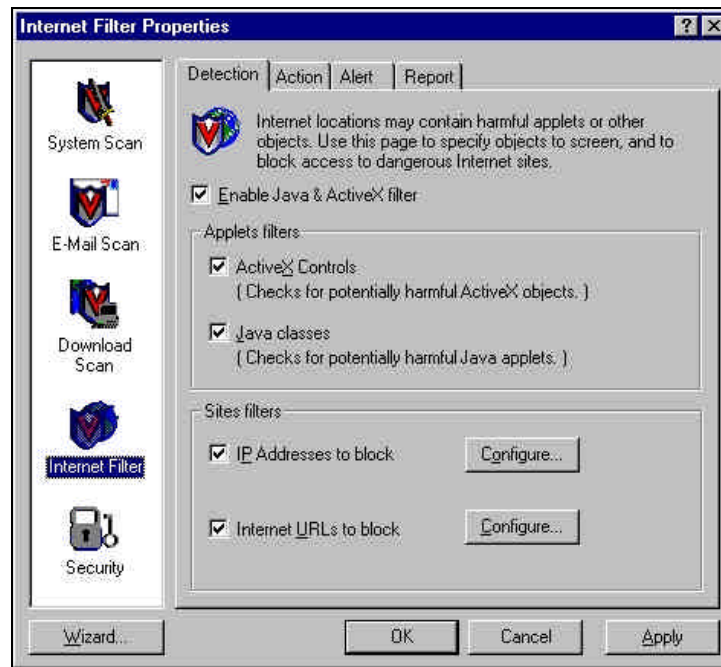 Internet Filter Properties
System Scan
E-Mail Scan
Download
Scan
Internet Filter
Security
Detection
Action
Alert
Report
Internet locations may contain harmful applets or other
objects. Use this page to specify objects to screen, and to
block access to dangerous Internet sites.
Enable Java & ActiveX filter
Applets filters
ActiveX Controls
( Checks for potentially harmful ActiveX objects. )
Java classes
( Checks for potentially harmful Java applets. )
Sites filters
IP Addresses to block
Configure...
Internet URLs to block
Configure...
Wizard...
OK
Cancel
Apply